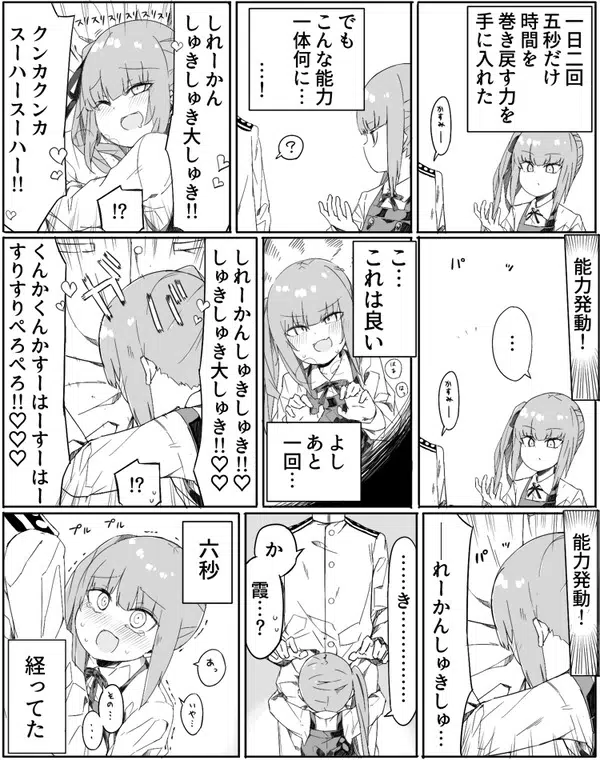 一日二回
五秒だけ
時間を
巻き戻す力を
手に入れた
かすみー
でも
こんな能力
一体何に…
…！
？
スリスリスリスリ
しれーかん
しゅきしゅき大しゅき!!
クンカクンカ
スーハースーハー!!
!?
能力発動！
パッ
…
かすみー
こ…
これは良い
はぁ
はぁ
よし
あと
一回…
しれーかんしゅきしゅき!!♡
しゅきしゅき大しゅき!!♡♡
くんかくんかすーはーすーはー
すりすりぺろぺろ!!♡♡♡
!?
能力発動！
パッ
──れーかんしゅきしゅ…
………き………
か
霞…？
六秒
プルプル
あっ
いや…
その…
…
経ってた